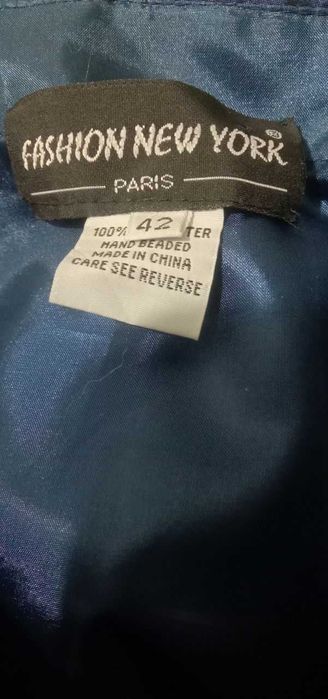 FASHION NEW YORK ®
PARIS
100% 42 TER
HAND BEADED
MADE IN CHINA
CARE SEE REVERSE